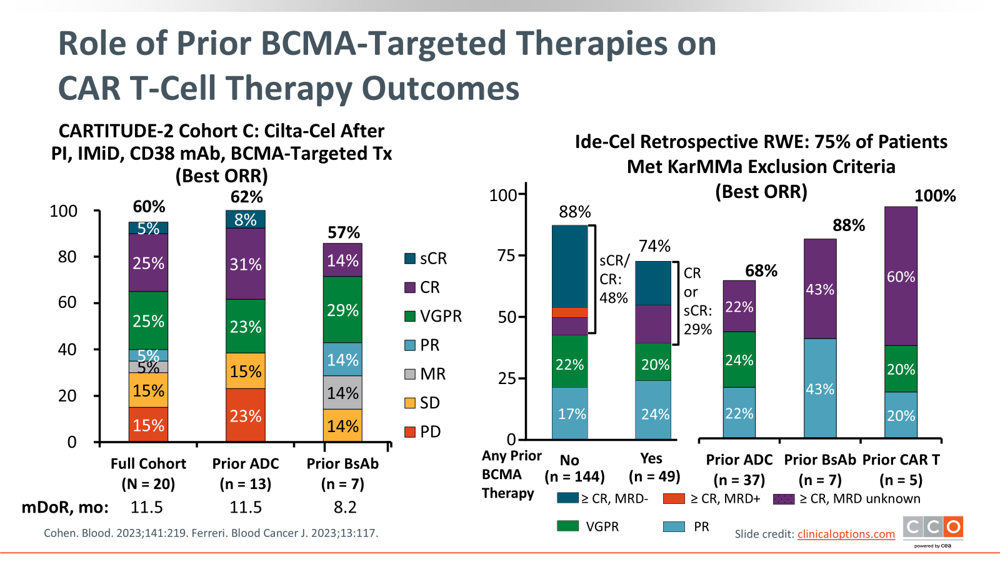 Role of Prior BCMA-Targeted Therapies on
CAR T-Cell Therapy Outcomes
CARTITUDE-2 Cohort C: Cilta-Cel After
PI, IMiD, CD38 mAb, BCMA-Targeted Tx
(Best ORR)
100
80
60
40
20
0
60%
5%
25%
25%
5%
5%
15%
15%
62%
8%
31%
23%
15%
23%
57%
14%
29%
14%
14%
14%
sCR
CR
VGPR
PR
MR
SD
PD
Full Cohort
(N = 20)
Prior ADC
(n = 13)
Prior BsAb
(n = 7)
mDoR, mo:
11.5
11.5
8.2
Ide-Cel Retrospective RWE: 75% of Patients
Met KarMMa Exclusion Criteria
(Best ORR)
100
75
50
25
0
88%
22%
17%
sCR/
CR:
48%
74%
20%
24%
CR
or
sCR:
29%
68%
22%
24%
22%
88%
43%
43%
100%
60%
20%
20%
Any Prior
BCMA
Therapy
No
(n = 144)
Yes
(n = 49)
Prior ADC
(n = 37)
Prior BsAb
(n = 7)
Prior CAR T
(n = 5)
≥ CR, MRD-
≥ CR, MRD+
≥ CR, MRD unknown
VGPR
PR
Cohen. Blood. 2023;141:219. Ferreri. Blood Cancer J. 2023;13:117.
Slide credit: clinicaloptions.com
CCO
powered by cea